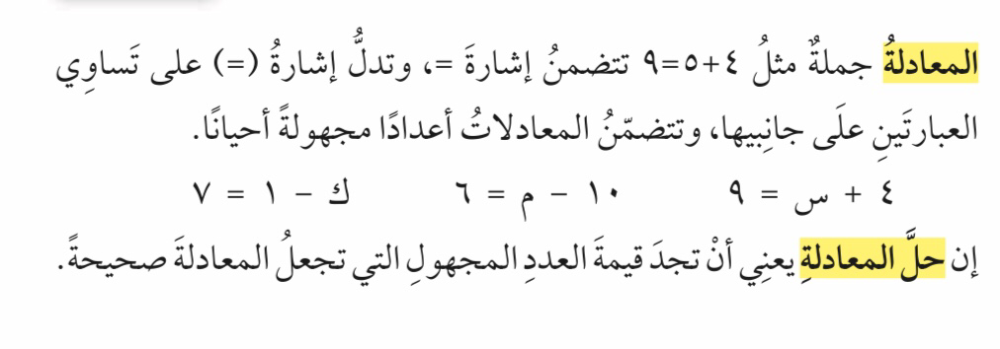 المعادلةُ جملةٌ مثلُ ٤+٥=٩ تتضمنُ إشارةَ =، وتدلُّ إشارةُ (=) على تَساوِي
العبارتَينِ علَى جانِبيها، وتتضمّنُ المعادلاتُ أعدادًا مجهولةً أحيانًا.
٤ + س = ٩ ١٠ − م = ٦ ك − ١ = ٧
إن حلَّ المعادلةِ يعنِي أنْ تجدَ قيمةَ العددِ المجهولِ التي تجعلُ المعادلةَ صحيحةً.